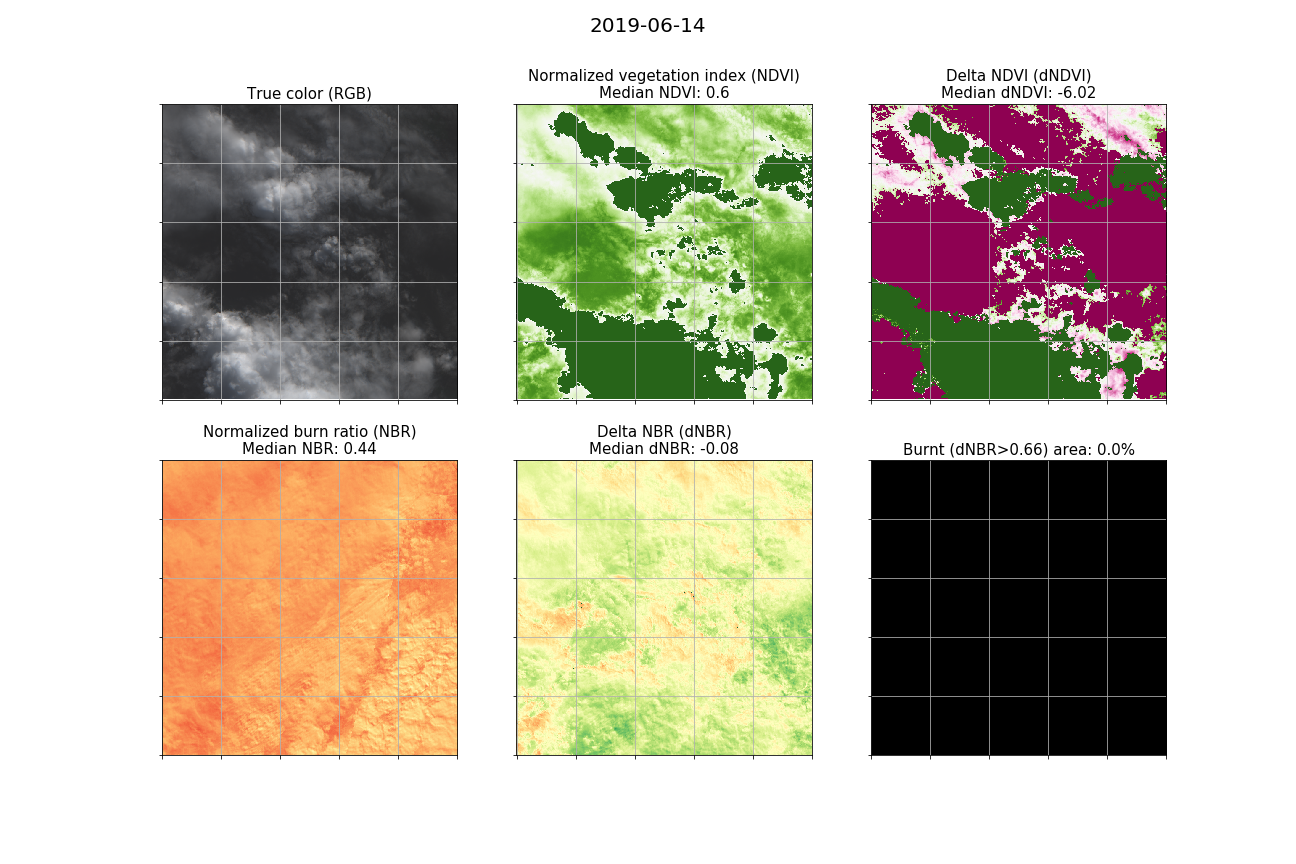 2019-06-14
True color (RGB)
Normalized vegetation index (NDVI)
Median NDVI: 0.6
Delta NDVI (dNDVI)
Median dNDVI: -6.02
Normalized burn ratio (NBR)
Median NBR: 0.44
Delta NBR (dNBR)
Median dNBR: -0.08
Burnt (dNBR>0.66) area: 0.0%